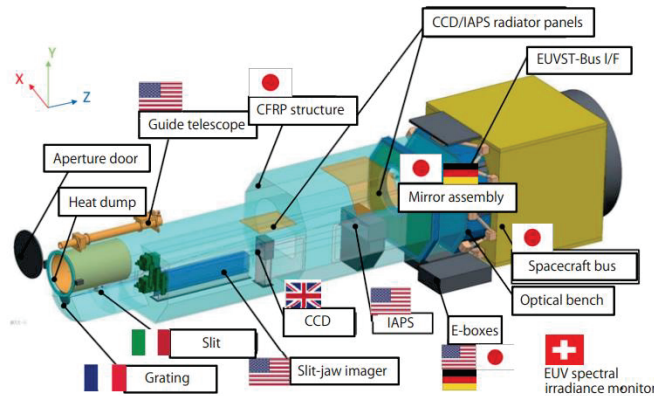 CCD/IAPS radiator panels
EUVST-Bus I/F
Y
X
Z
CFRP structure
Guide telescope
Aperture door
Heat dump
Mirror assembly
Spacecraft bus
Optical bench
CCD
IAPS
E-boxes
Slit
Grating
Slit-jaw imager
EUV spectral
irradiance monitor